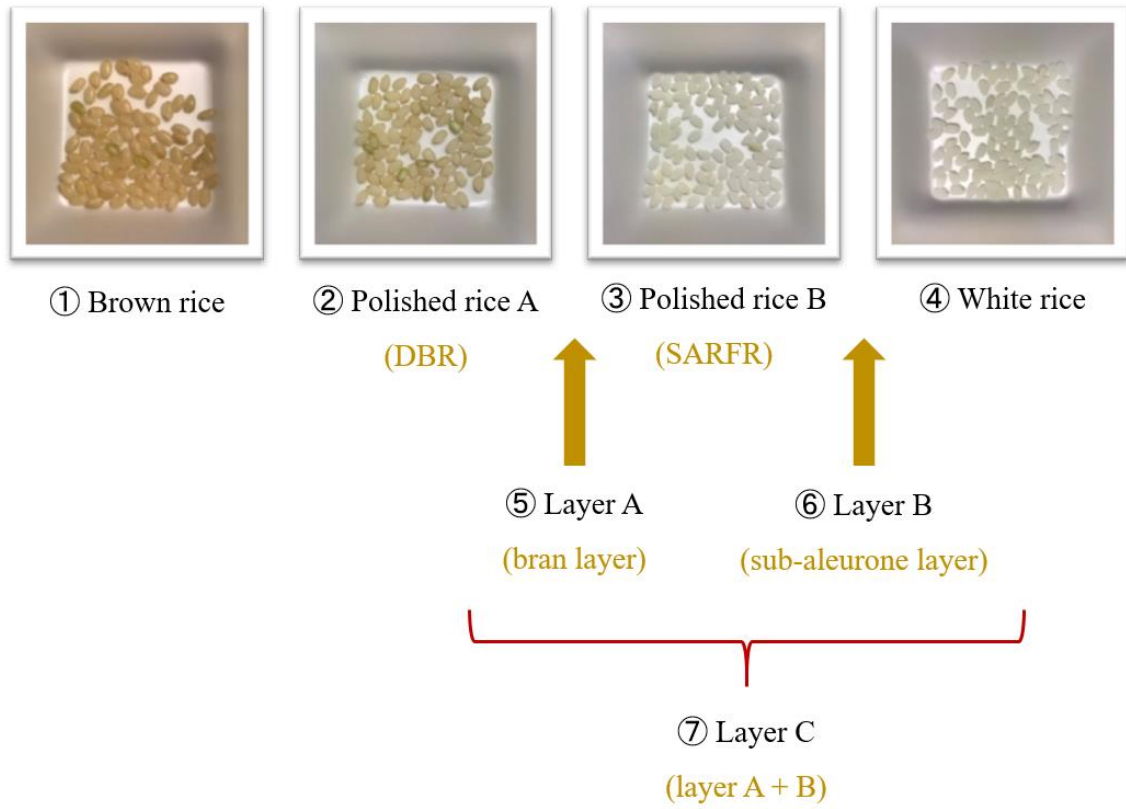 ① Brown rice
② Polished rice A
③ Polished rice B
④ White rice
(DBR)
(SARFR)
⑤ Layer A
⑥ Layer B
(bran layer)
(sub-aleurone layer)
⑦ Layer C
(layer A + B)